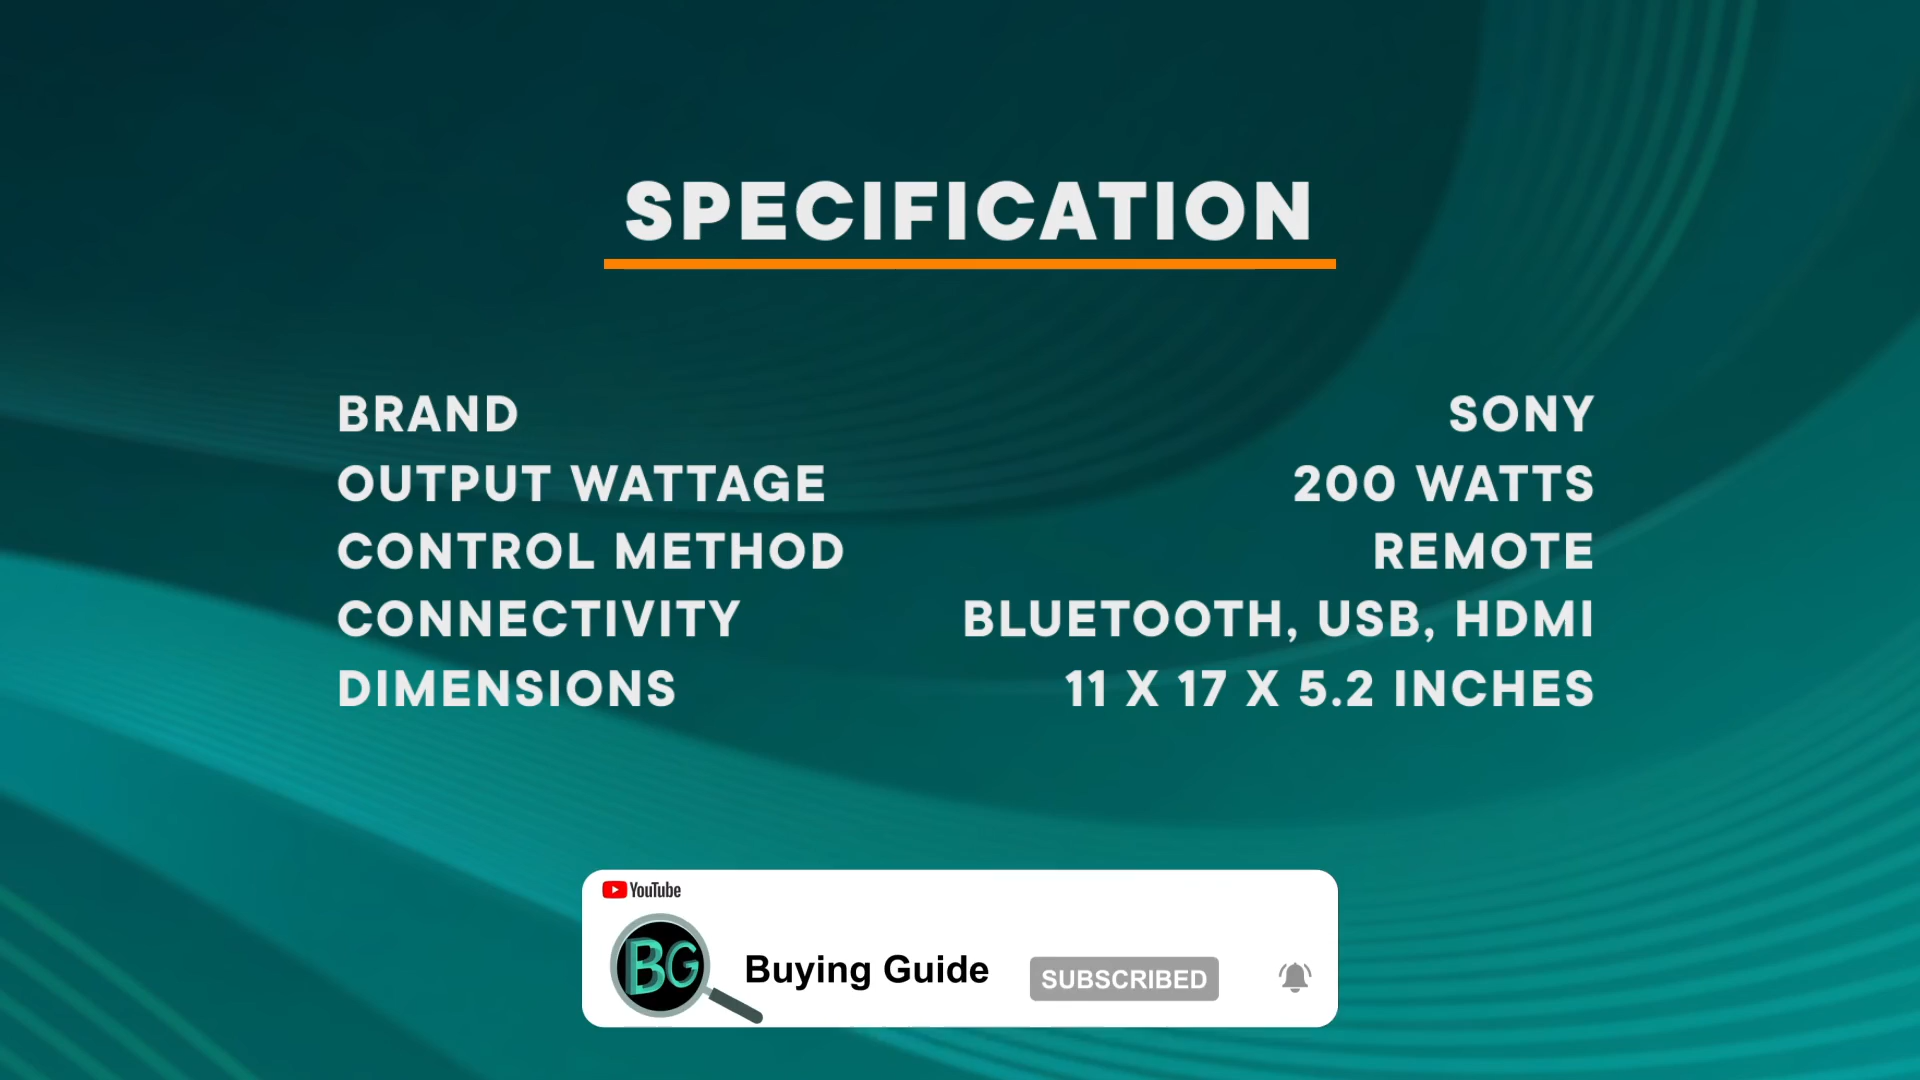 SPECIFICATION
BRAND SONY
OUTPUT WATTAGE 200 WATTS
CONTROL METHOD REMOTE
CONNECTIVITY BLUETOOTH, USB, HDMI
DIMENSIONS 11 X 17 X 5.2 INCHES
YouTube
BG
Buying Guide SUBSCRIBED